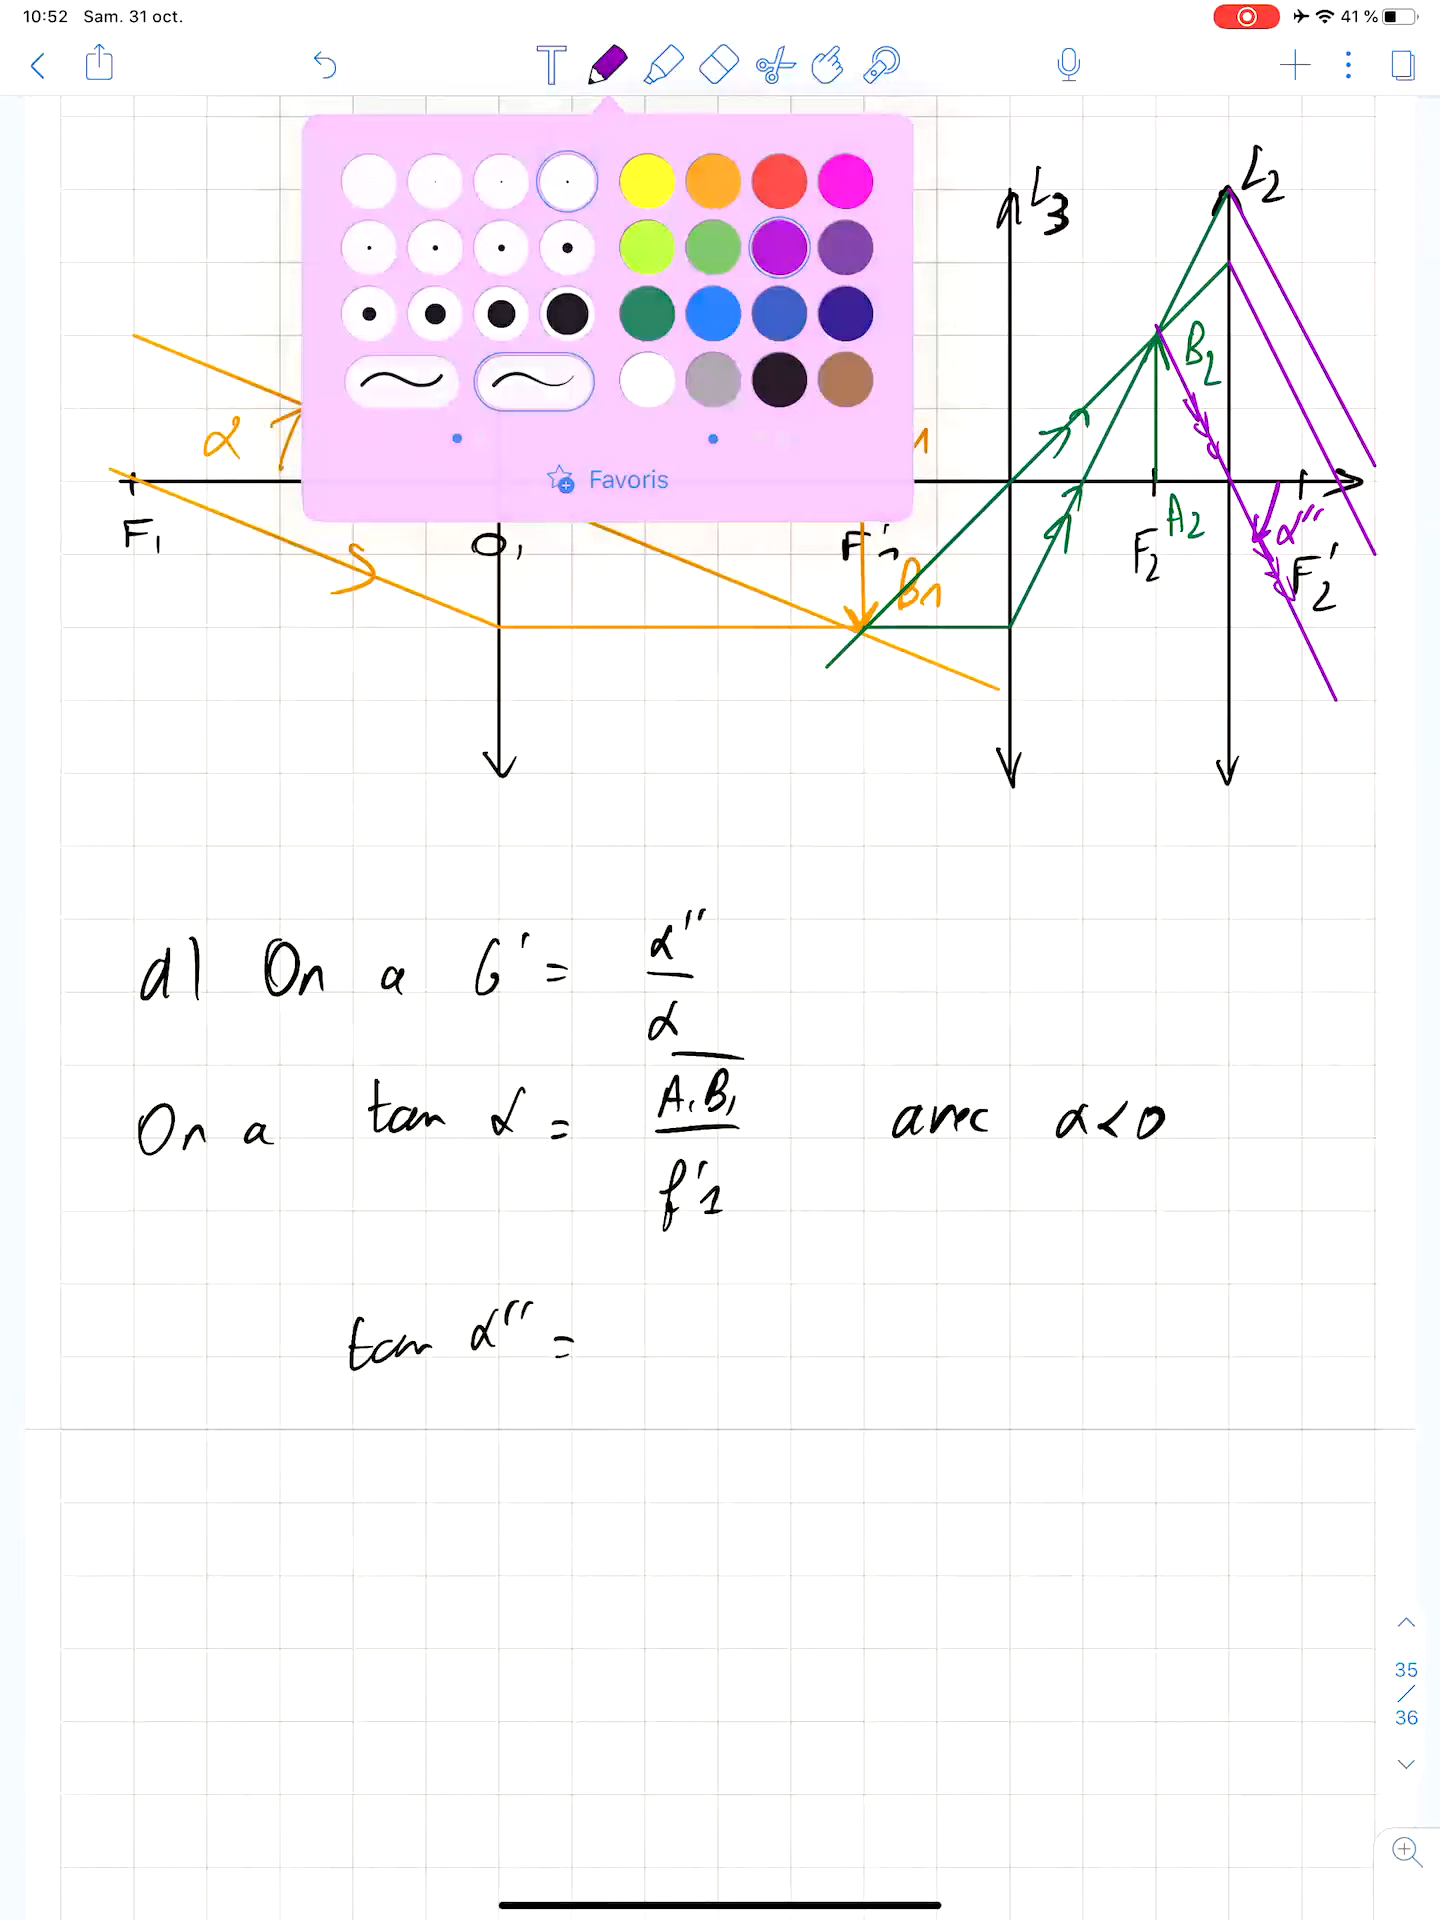 10:52 Sam. 31 oct. 41 %
T
L3 L2
B2
α 1
Favoris
A2
F1 O1 F'1 F2 α'' F'2
B1
d) On a G' = α''/α
On a tan α = A1B1/f'1 avec α<0
tan α'' =
35
/
36